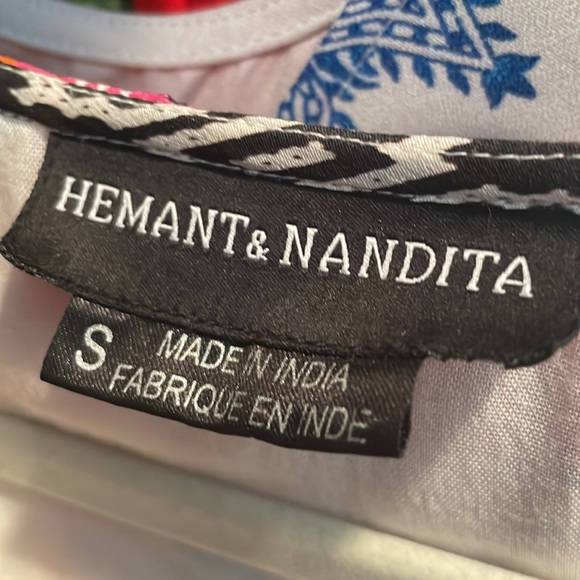 HEMANT & NANDITA
S
MADE IN INDIA
FABRIQUE EN INDE